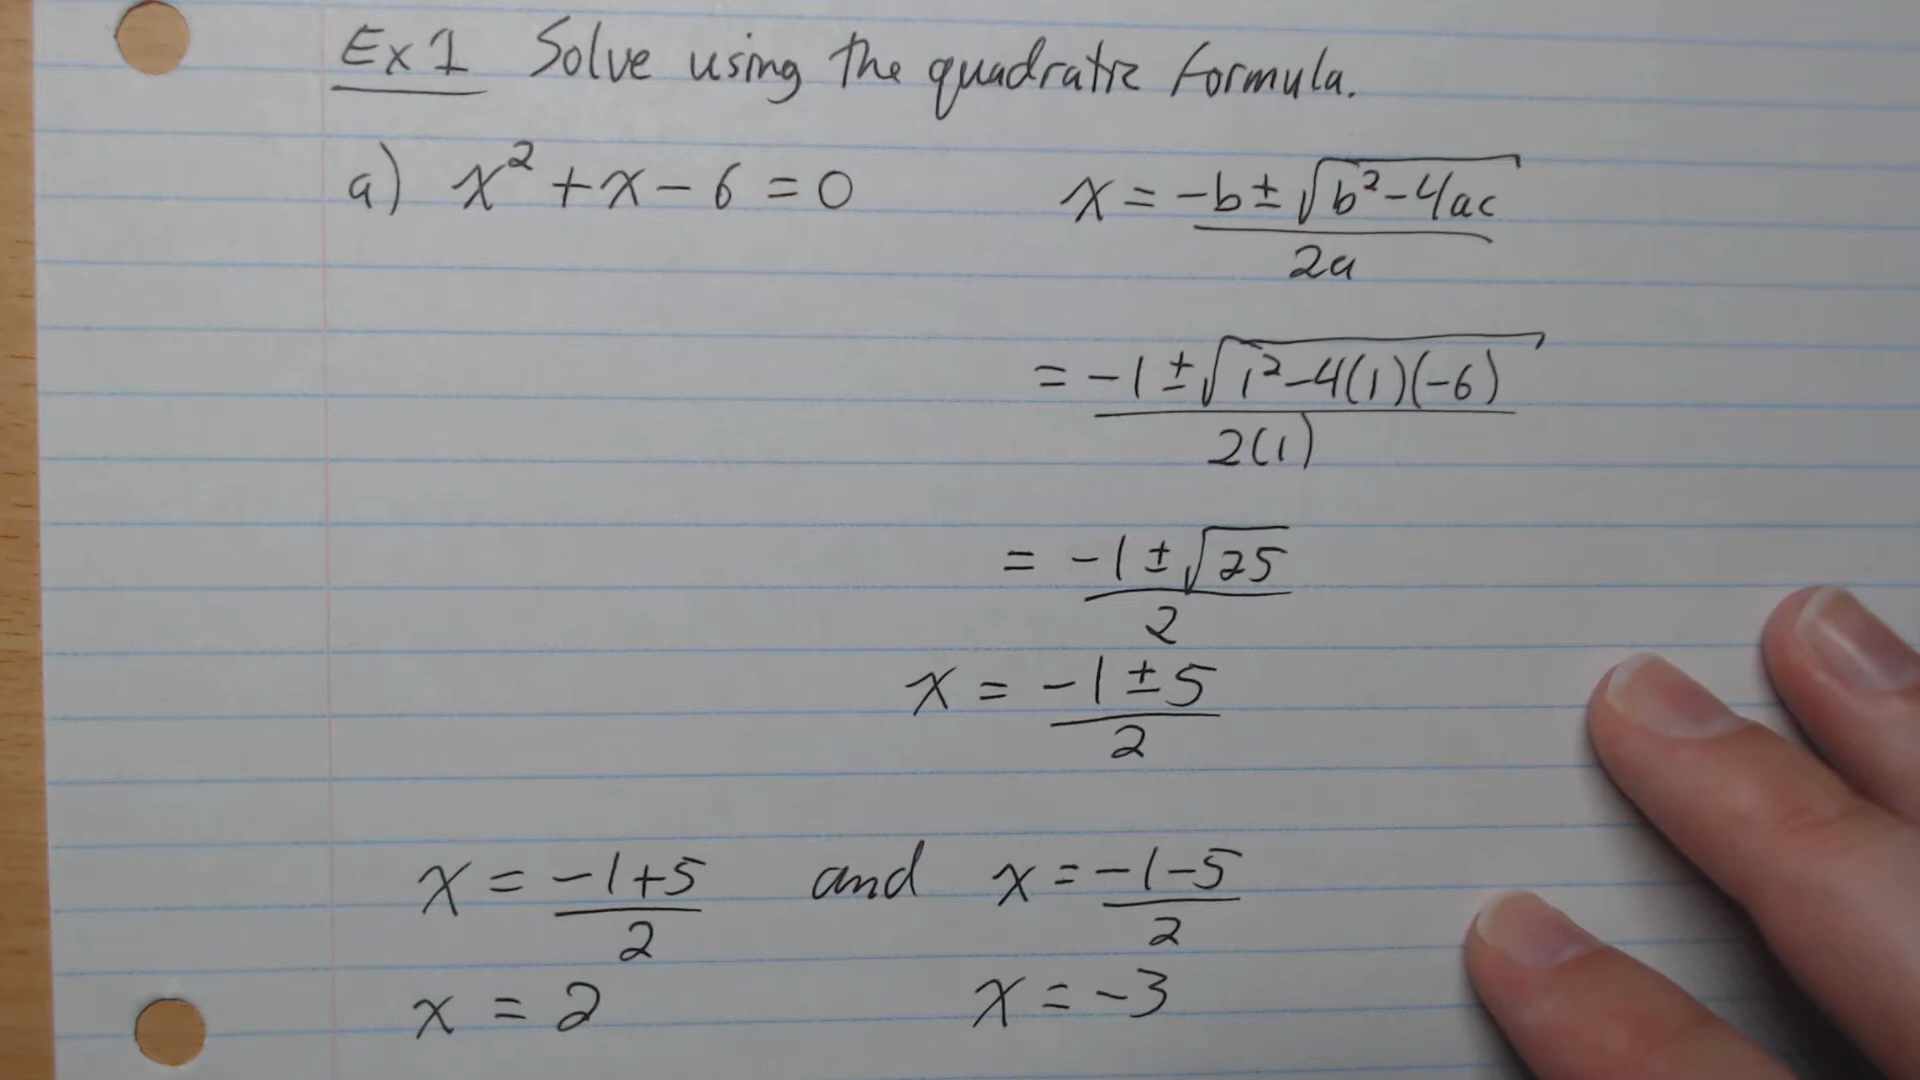 Ex 1 Solve using the quadratic formula.
a) x² + x - 6 = 0
x = (-b ± √(b² - 4ac)) / 2a
= (-1 ± √(1² - 4(1)(-6))) / 2(1)
= (-1 ± √25) / 2
x = (-1 ± 5) / 2
x = (-1+5) / 2 and x = (-1-5) / 2
x = 2 x = -3